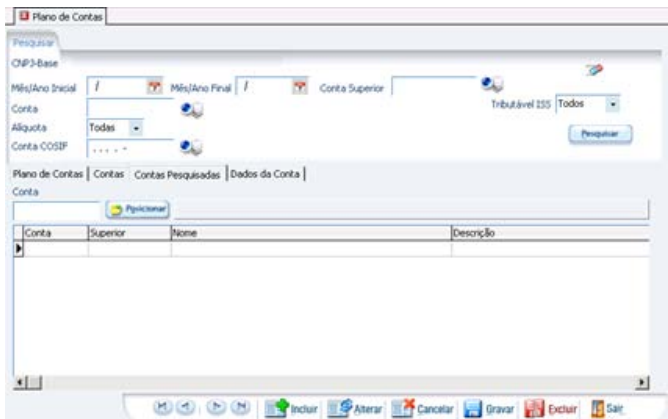 Plano de Contas
Pesquisar
CNPJ-Base
Mês/Ano Inicial / Mês/Ano Final / Conta Superior
Conta Tributável ISS Todos
Alíquota Todas Pesquisar
Conta COSIF . . . . -
Plano de Contas Contas Contas Pesquisadas Dados da Conta
Conta
Posicionar
Conta Superior Nome Descrição
Incluir Alterar Cancelar Gravar Excluir Sair